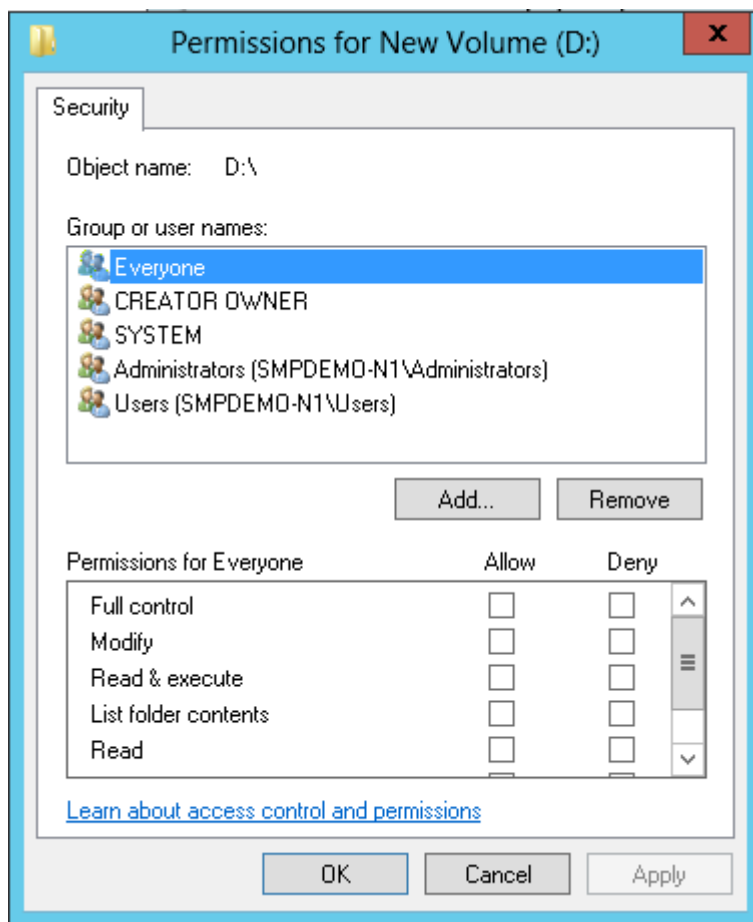 Permissions for New Volume (D:)
x
Security
Object name: D:\
Group or user names:
Everyone
CREATOR OWNER
SYSTEM
Administrators (SMPDEMO-N1\Administrators)
Users (SMPDEMO-N1\Users)
Add... Remove
Permissions for Everyone Allow Deny
Full control
Modify
Read & execute
List folder contents
Read
Learn about access control and permissions
OK Cancel Apply